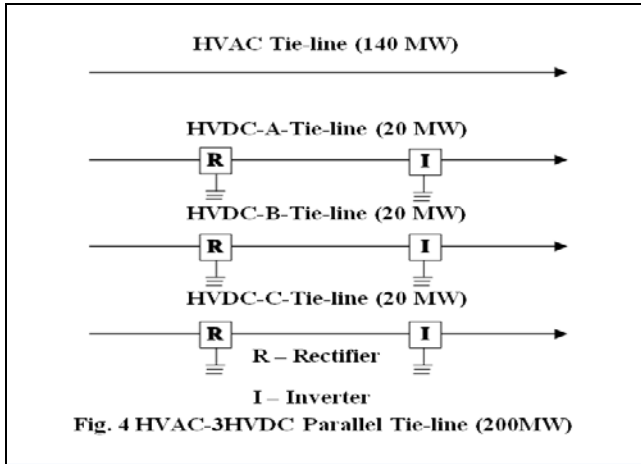 HVAC Tie-line (140 MW)
HVDC-A-Tie-line (20 MW)
R I
HVDC-B-Tie-line (20 MW)
R I
HVDC-C-Tie-line (20 MW)
R I
R – Rectifier
I – Inverter
Fig. 4 HVAC-3HVDC Parallel Tie-line (200MW)